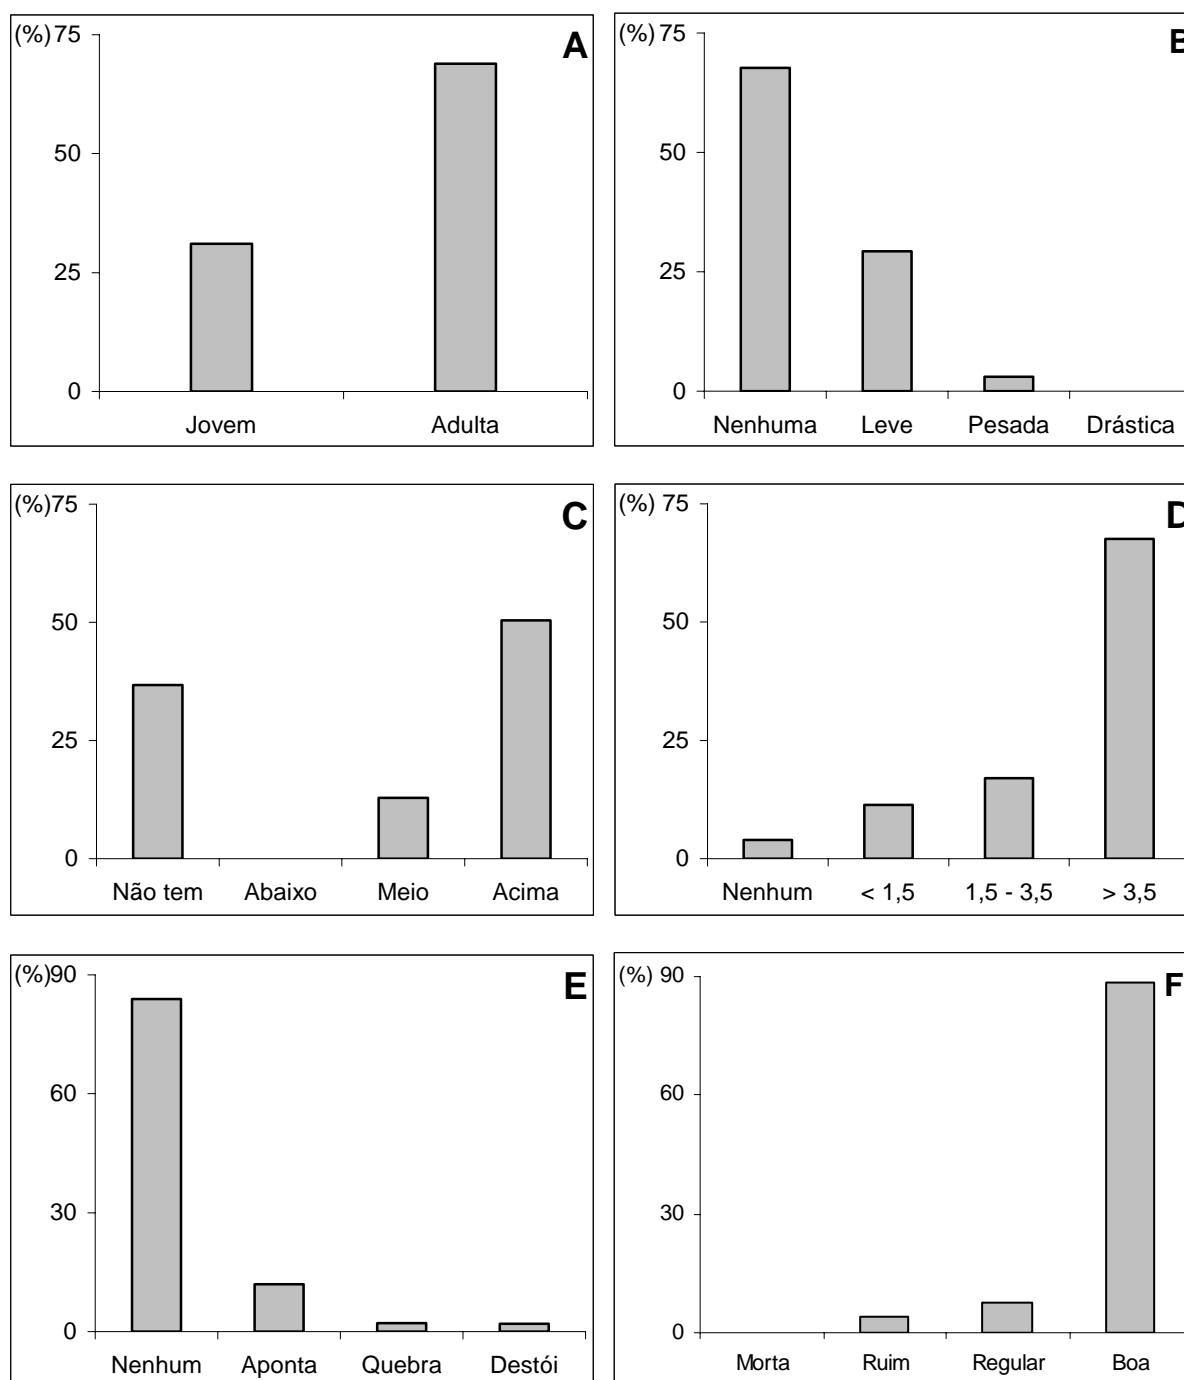 (%) 75
A
50
25
0
Jovem Adulta
(%) 75
B
50
25
0
Nenhuma Leve Pesada Drástica
(%) 75
C
50
25
0
Não tem Abaixo Meio Acima
(%) 75
D
50
25
0
Nenhum < 1,5 1,5 - 3,5 > 3,5
(%) 90
E
60
30
0
Nenhum Aponta Quebra Destói
(%) 90
F
60
30
0
Morta Ruim Regular Boa